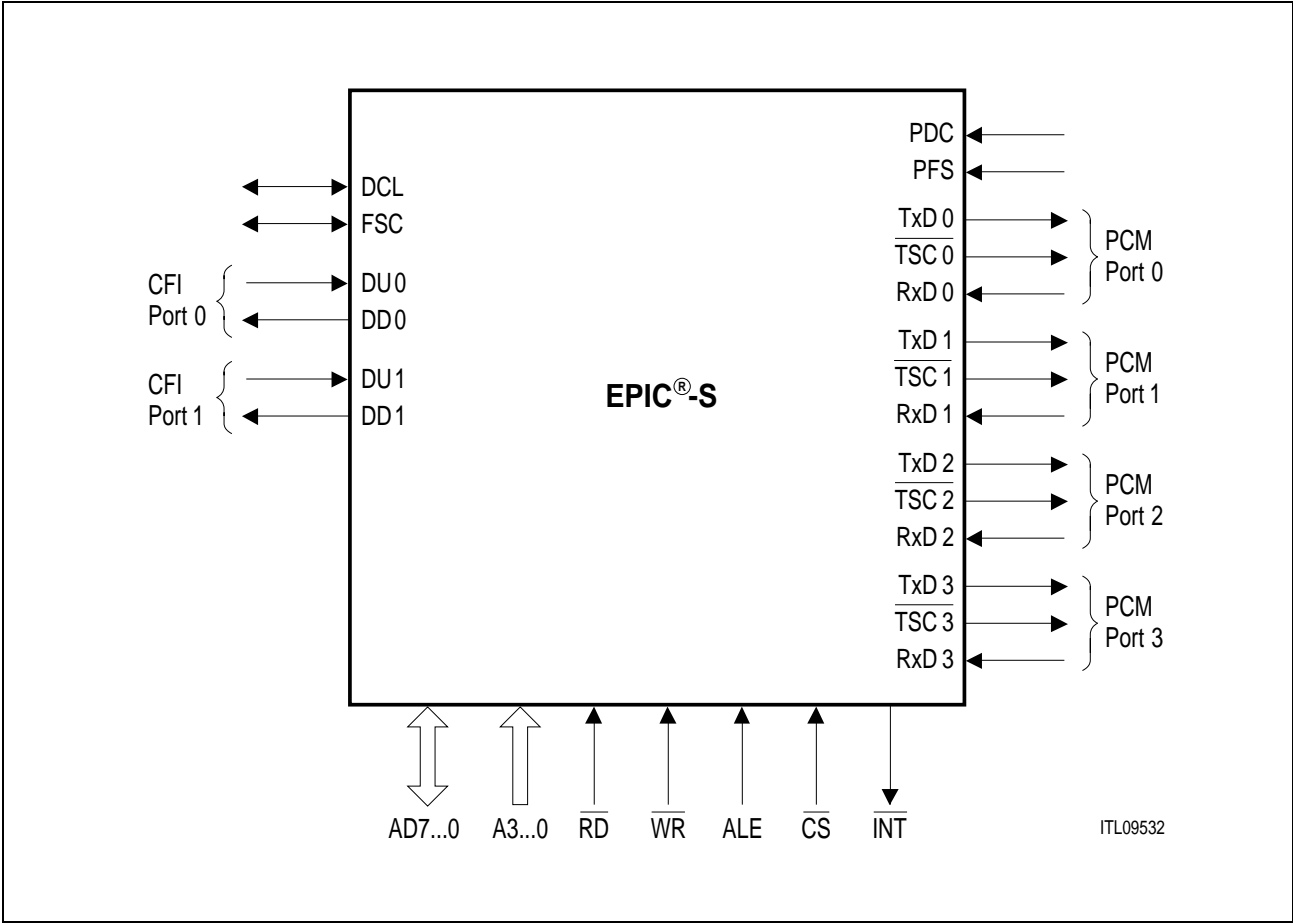 PDC
PFS
DCL
FSC
CFI
Port 0
DU0
DD0
CFI
Port 1
DU1
DD1
EPIC®-S
TxD 0
TSC 0
RxD 0
PCM
Port 0
TxD 1
TSC 1
RxD 1
PCM
Port 1
TxD 2
TSC 2
RxD 2
PCM
Port 2
TxD 3
TSC 3
RxD 3
PCM
Port 3
AD7...0 A3...0 RD WR ALE CS INT
ITL09532